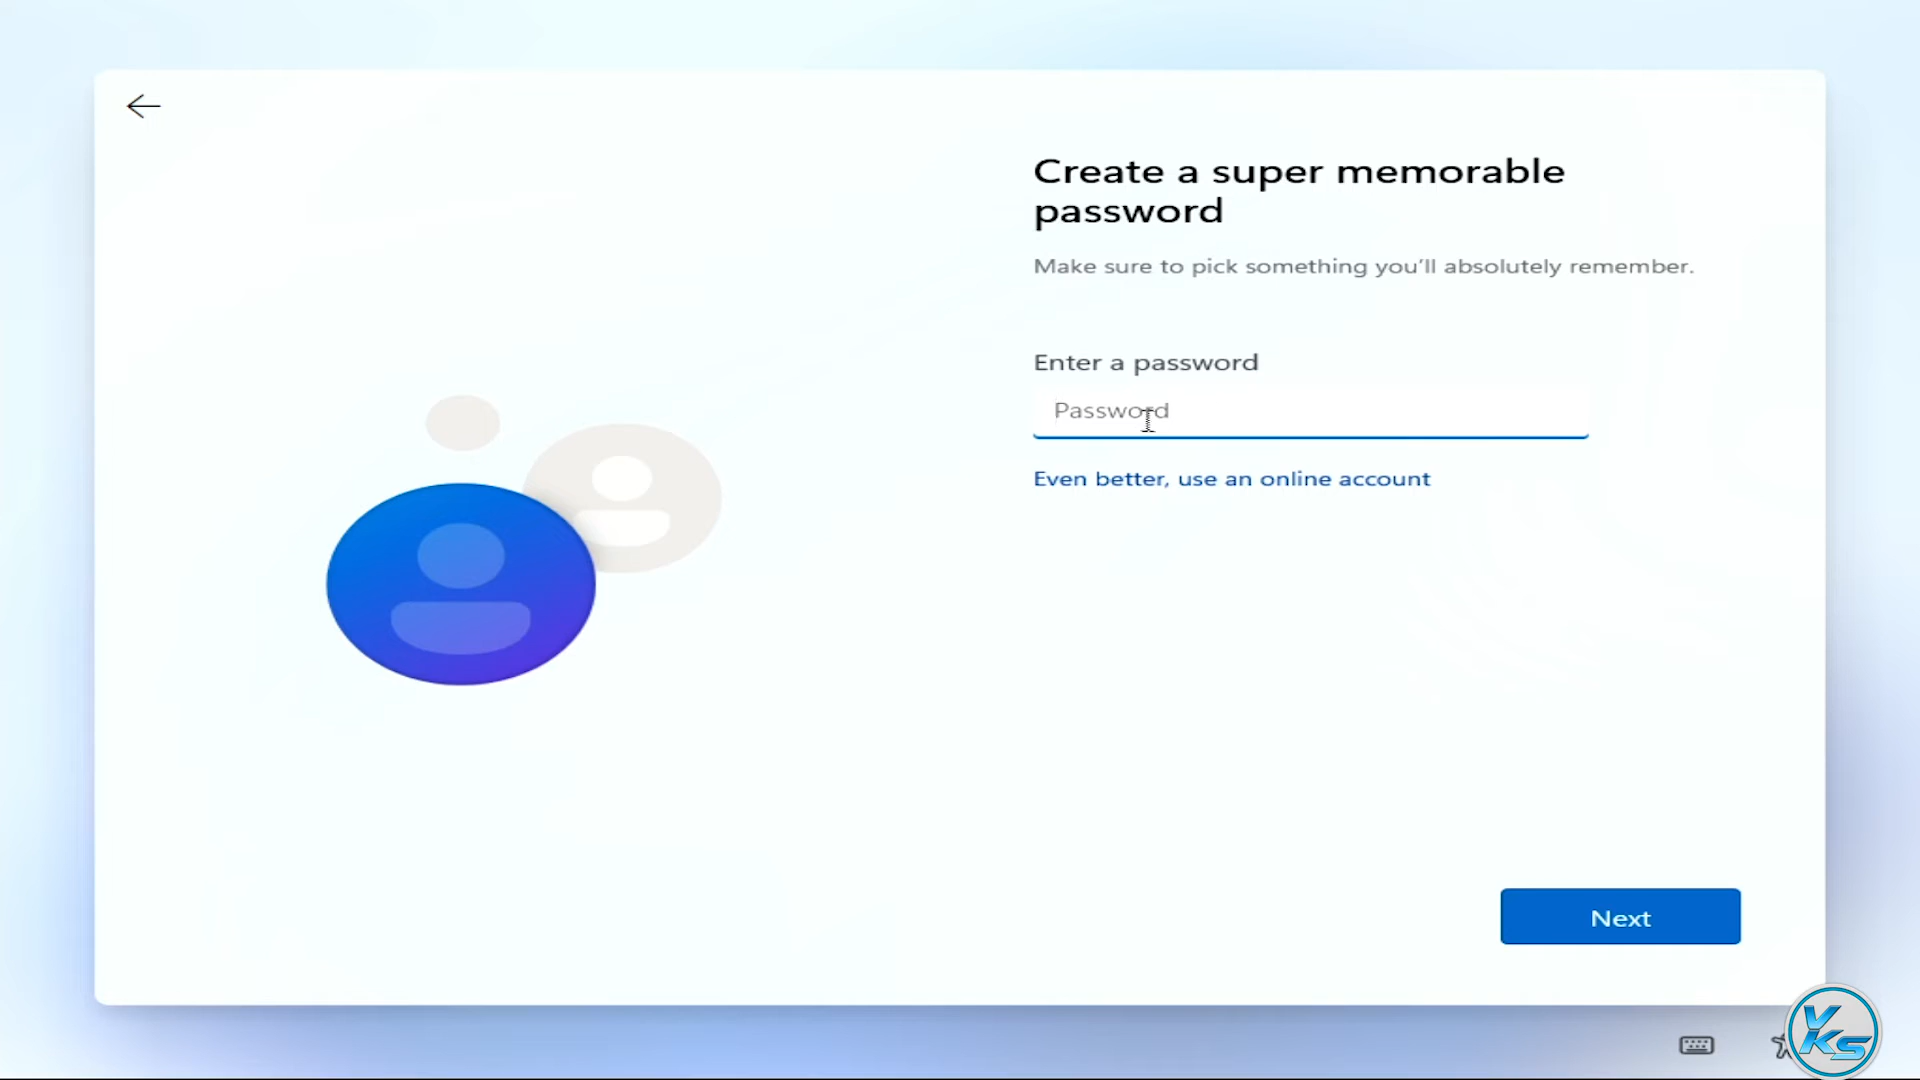 Create a super memorable
password
Make sure to pick something you'll absolutely remember.
Enter a password
Password
Even better, use an online account
Next
VKS